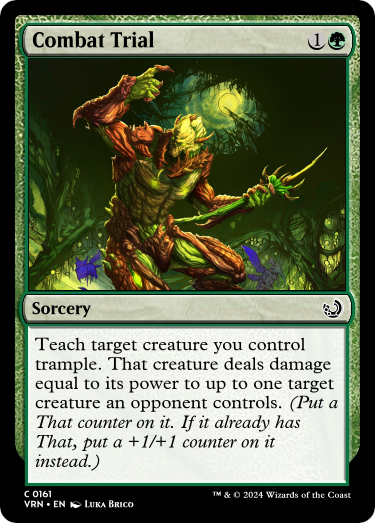 Combat Trial
1
Sorcery
Teach target creature you control
trample. That creature deals damage
equal to its power to up to one target
creature an opponent controls. (Put a
That counter on it. If it already has
That, put a +1/+1 counter on it
instead.)
C 0161
VRN • EN Luka Brico
™ & © 2024 Wizards of the Coast